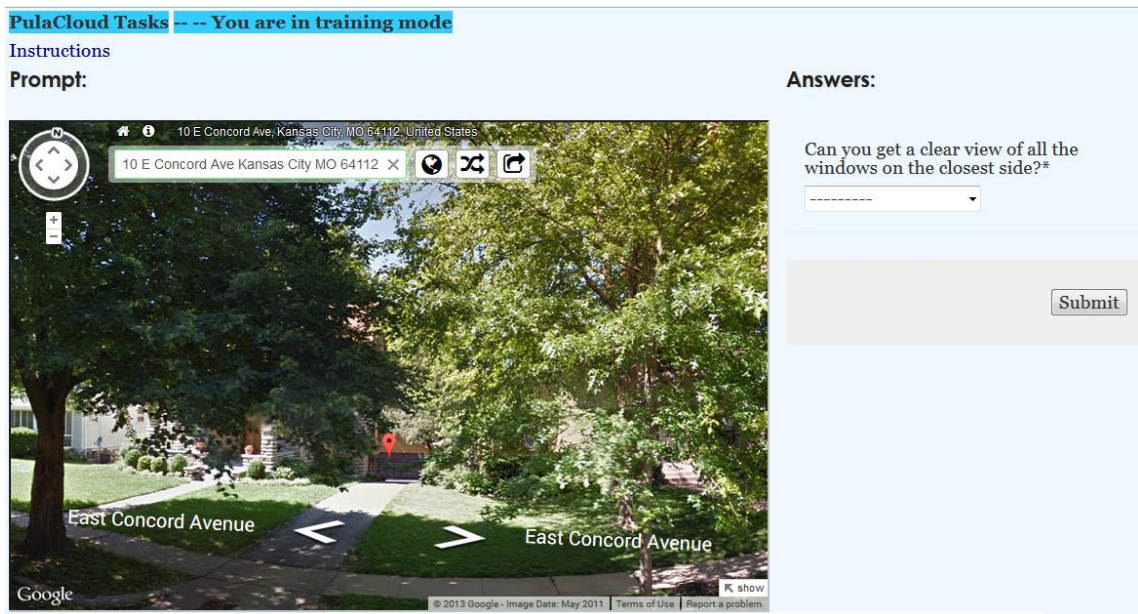 PulaCloud Tasks -- -- You are in training mode
Instructions
Prompt:
Answers:
N
10 E Concord Ave, Kansas City, MO 64112, United States
10 E Concord Ave Kansas City MO 64112
Can you get a clear view of all the
windows on the closest side?*
---------
+
-
Submit
East Concord Avenue
East Concord Avenue
Google
show
© 2013 Google - Image Date: May 2011 Terms of Use Report a problem